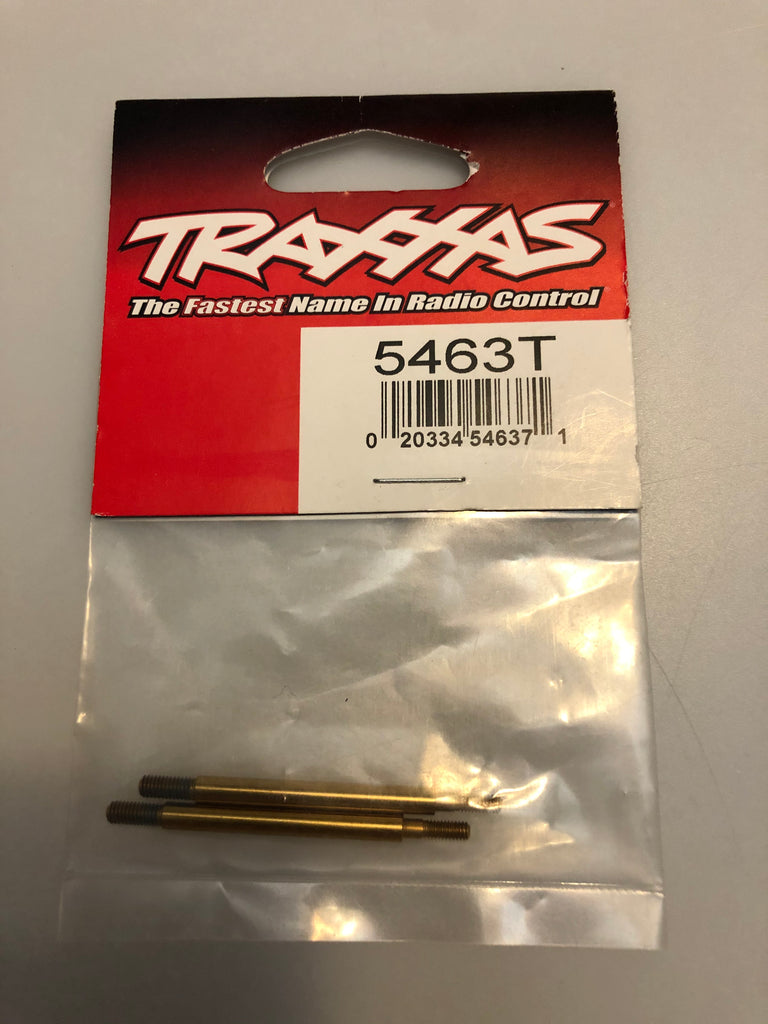 TRAXXAS
The Fastest Name In Radio Control
5463T
0 20334 54637 1